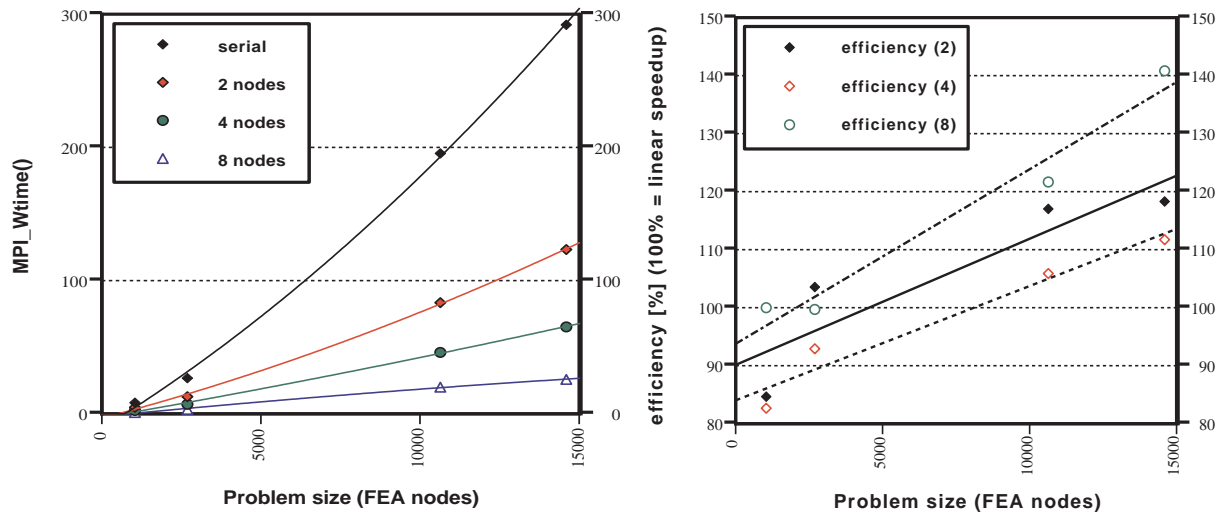 300
200
100
0
MPI_Wtime()
serial
2 nodes
4 nodes
8 nodes
300
200
100
0
0
5000
10000
15000
Problem size (FEA nodes)
efficiency [%] (100% = linear speedup)
150
140
130
120
110
100
90
80
efficiency (2)
efficiency (4)
efficiency (8)
150
140
130
120
110
100
90
80
0
5000
10000
15000
Problem size (FEA nodes)